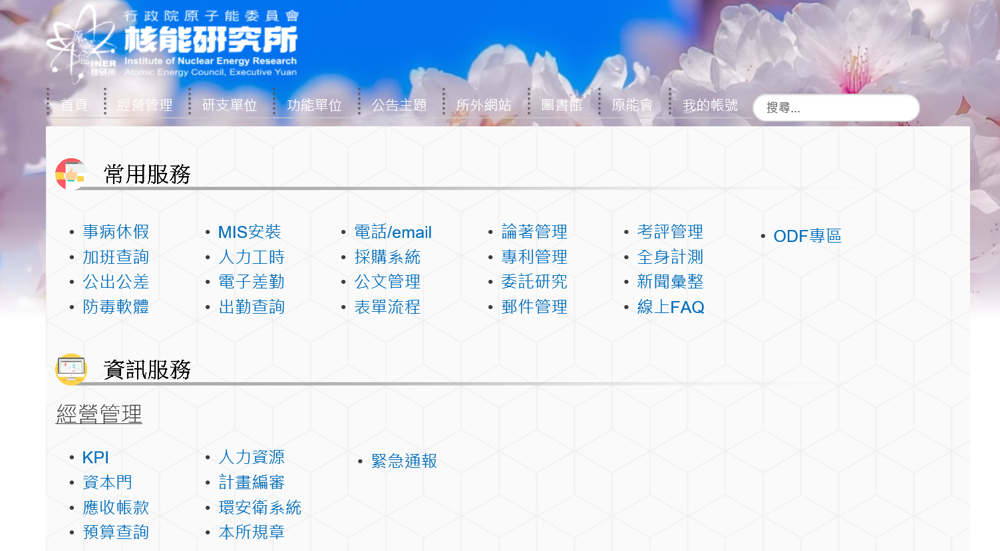 行政院原子能委員會
核能研究所
Institute of Nuclear Energy Research
Atomic Energy Council, Executive Yuan
原子能
INER
核研所
首頁 經營管理 研支單位 功能單位 公告主題 所外網站 圖書館 原能會 我的帳號 搜尋...
常用服務
• 事病休假 • MIS安裝 • 電話/email • 論著管理 • 考評管理 • ODF專區
• 加班查詢 • 人力工時 • 採購系統 • 專利管理 • 全身計測
• 公出公差 • 電子差勤 • 公文管理 • 委託研究 • 新聞彙整
• 防毒軟體 • 出勤查詢 • 表單流程 • 郵件管理 • 線上FAQ
資訊服務
經營管理
• KPI • 人力資源 • 緊急通報
• 資本門 • 計畫編審
• 應收帳款 • 環安衛系統
• 預算查詢 • 本所規章